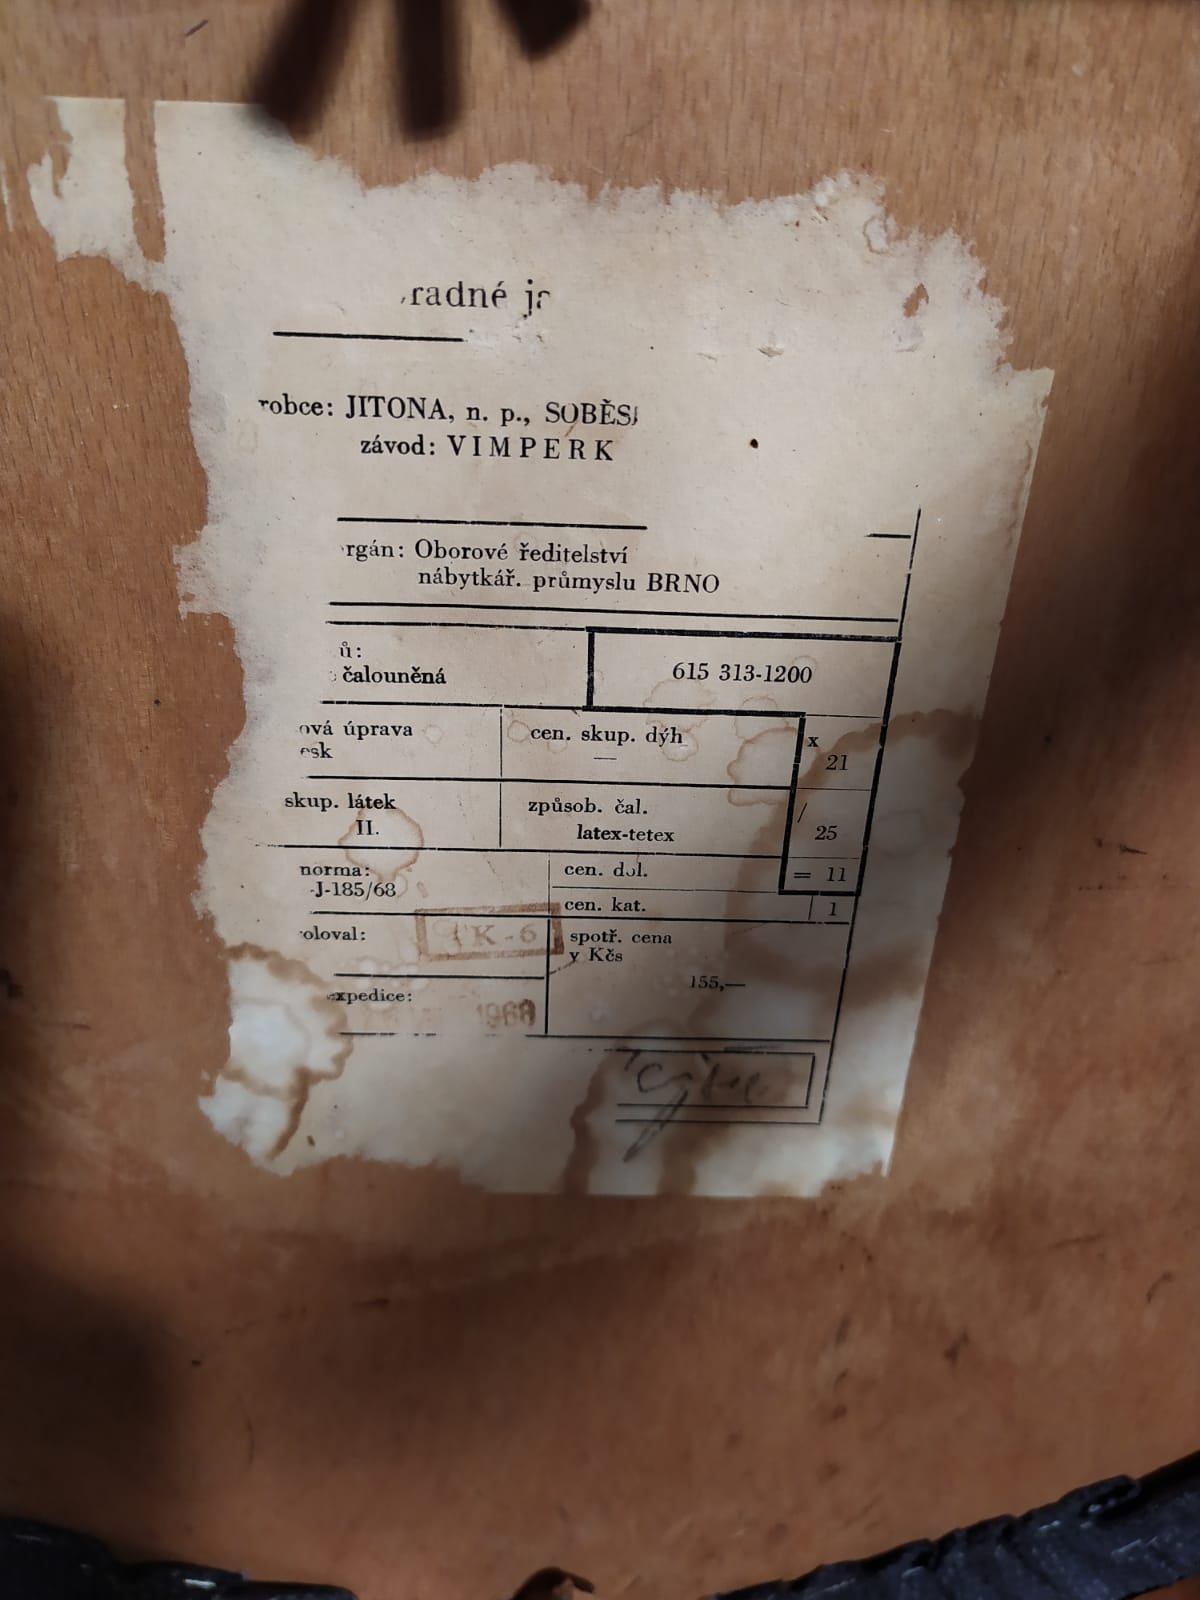 radné
robce: JITONA, n. p., SOBĚS
závod: VIMPERK
rgán: Oborové ředitelství
nábytkář. průmyslu BRNO
ů:
čalouněná
615 313-1200
ová úprava
esk
cen. skup. dýh
—
x
21
skup. látek
II.
způsob. čal.
latex-tetex
/
25
norma:
-J-185/68
cen. dol.
= 11
cen. kat.
1
oloval:
TK-6
spotř. cena
v Kčs
155,—
expedice:
1968